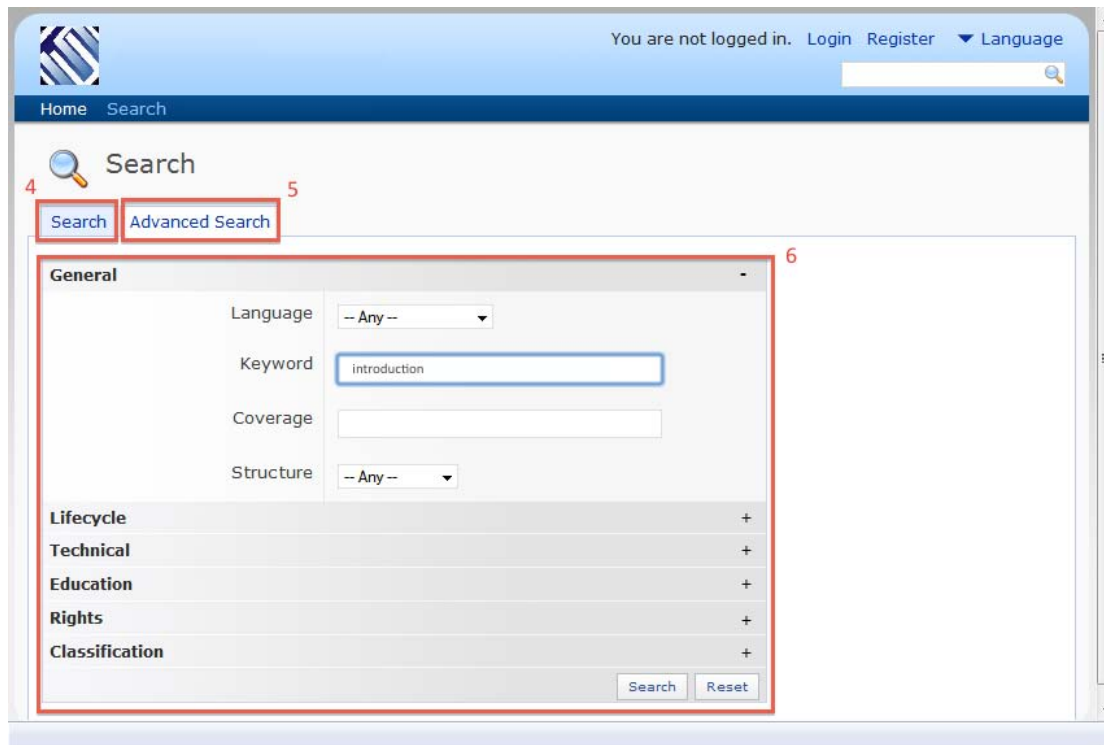 You are not logged in. Login Register Language
Home Search
Search
4
5
Search Advanced Search
6
General -
Language -- Any --
Keyword introduction
Coverage
Structure -- Any --
Lifecycle +
Technical +
Education +
Rights +
Classification +
Search Reset